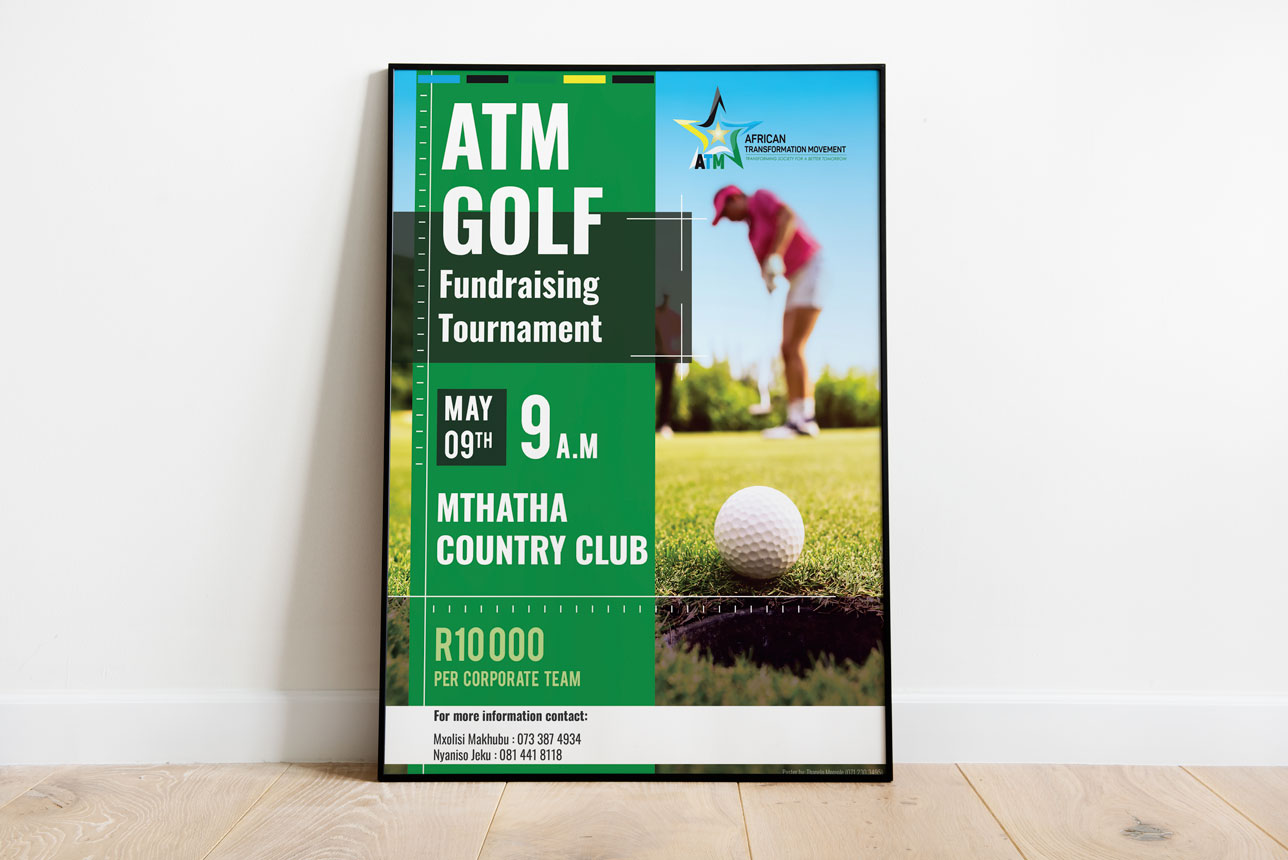 ATM
GOLF
Fundraising
Tournament
MAY
09TH
9 A.M
MTHATHA
COUNTRY CLUB
R10 000
PER CORPORATE TEAM
For more information contact:
Mxolisi Makhubu : 073 387 4934
Nyaniso Jeku : 081 441 8118
ATM
AFRICAN
TRANSFORMATION MOVEMENT
TRANSFORMING SOCIETY FOR A BETTER TOMORROW
Poster by: